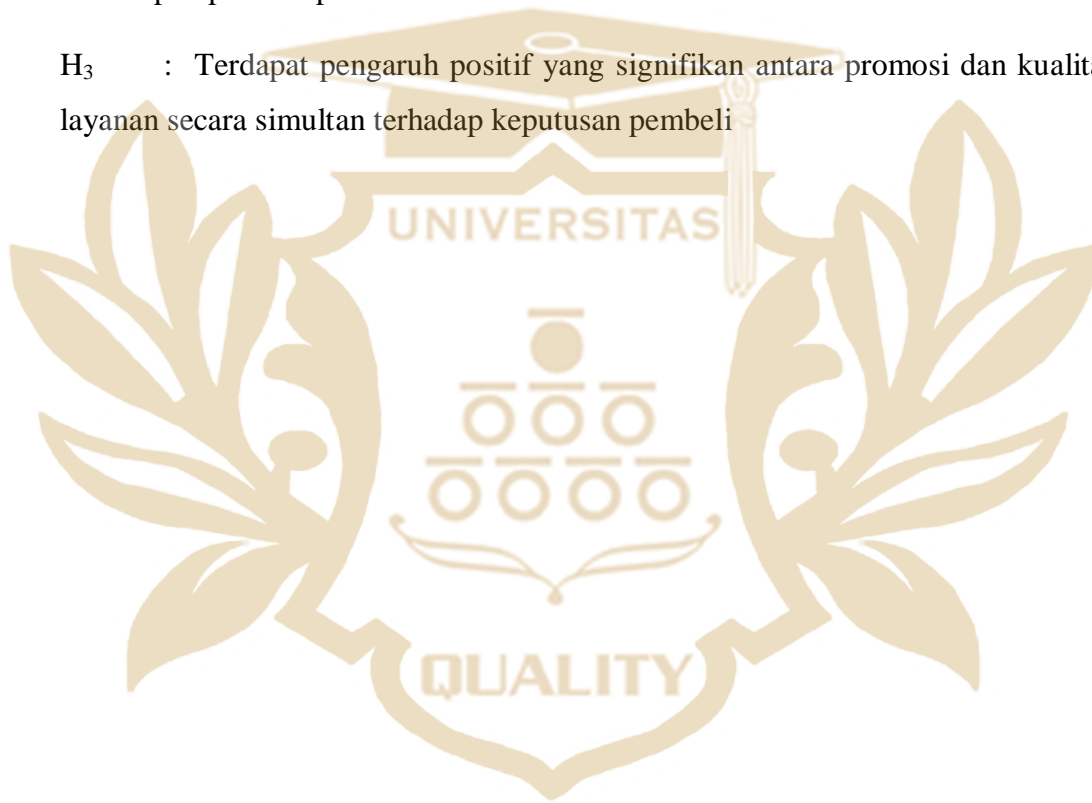 H₃ : Terdapat pengaruh positif yang signifikan antara promosi dan kualita
layanan secara simultan terhadap keputusan pembeli
UNIVERSITAS
QUALITY